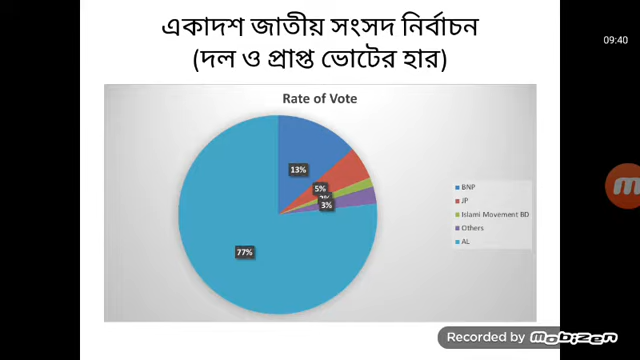 একাদশ জাতীয় সংসদ নির্বাচন
(দল ও প্রাপ্ত ভোটের হার)
09:40
Rate of Vote
13%
5%
3%
77%
BNP
JP
Islami Movement BD
Others
AL
Recorded by mobizen